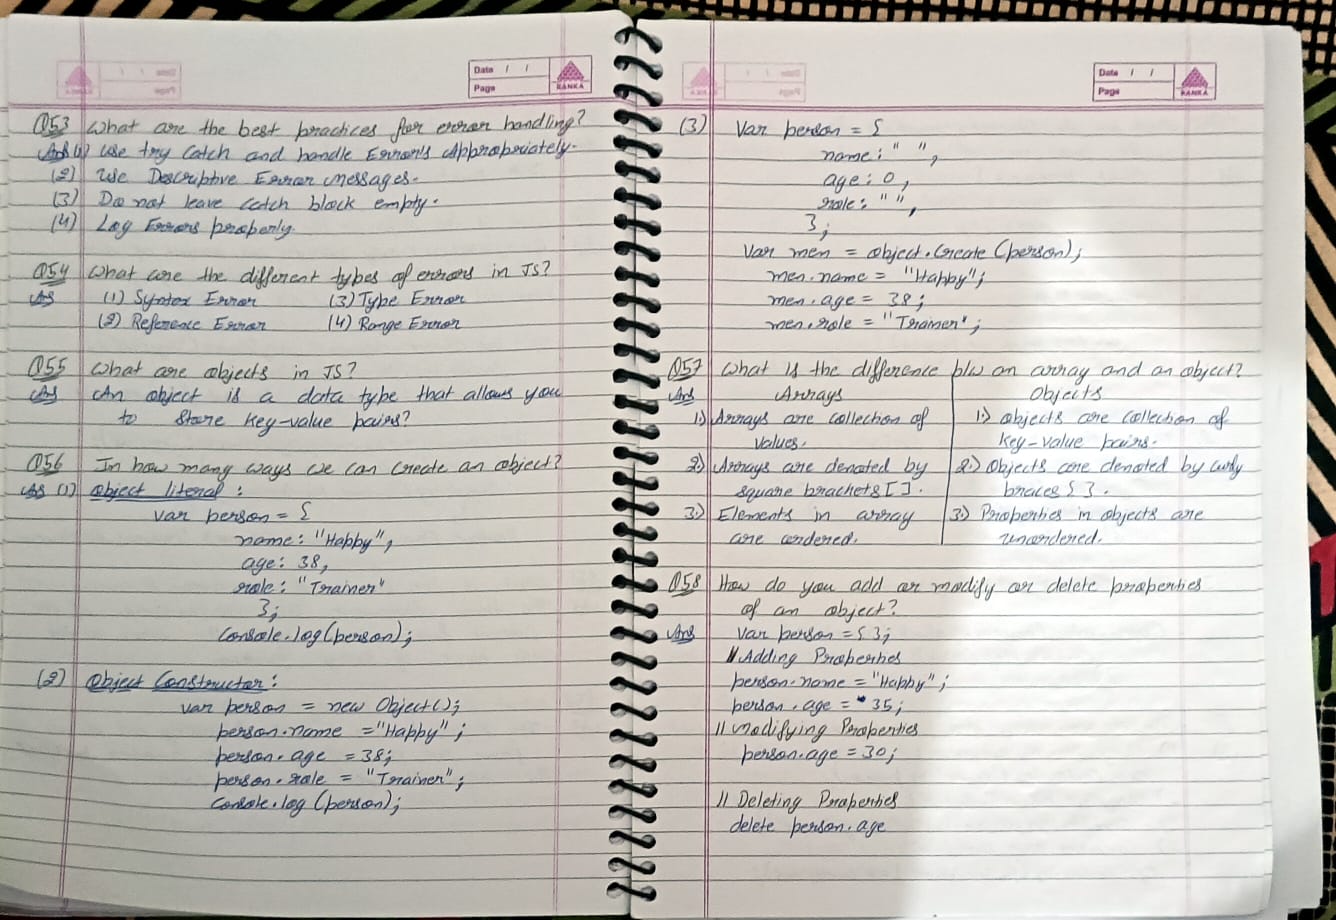 Date / /
Page
RANKA
Q53 What are the best practices for error handling?
Ans (1) Use try catch and handle Errors Appropriately.
(2) Use Descriptive Error messages.
(3) Do not leave catch block empty.
(4) Log Errors properly.
Q54 What are the different types of errors in JS?
Ans (1) Syntax Error (3) Type Error
(2) Reference Error (4) Range Error
Q55 What are objects in JS?
Ans An object is a data type that allows you
to store key-value pairs?
Q56 In how many ways we can create an object?
Ans (1) Object literal :
var person = {
name : "Happy",
age : 38,
role : "Trainer"
};
Console.log(person);
(2) Object Constructor :
var person = new Object();
person.name = "Happy" ;
person.age = 38;
person.role = "Trainer" ;
Console.log (person);
Date / /
Page
RANKA
(3) Var person = {
name : " ",
age : 0,
role : " ",
};
Var men = object.Create (person);
men.name = "Happy";
men.age = 38 ;
men.role = "Trainer" ;
Q57 What is the difference b/w an array and an object?
Ans Arrays Objects
1.) Arrays are collection of 1.) objects are collection of
values. key-value pairs.
2.) Arrays are denoted by 2.) Objects are denoted by curly
square brackets [ ]. braces { }.
3.) Elements in array 3.) Properties in objects are
are ordered. unordered.
Q58 How do you add or modify or delete properties
of an object?
Ans var person = { };
// Adding Properties
person.name = "Happy" ;
person.age = 35;
// Modifying Properties
person.age = 30;
// Deleting Properties
delete person.age